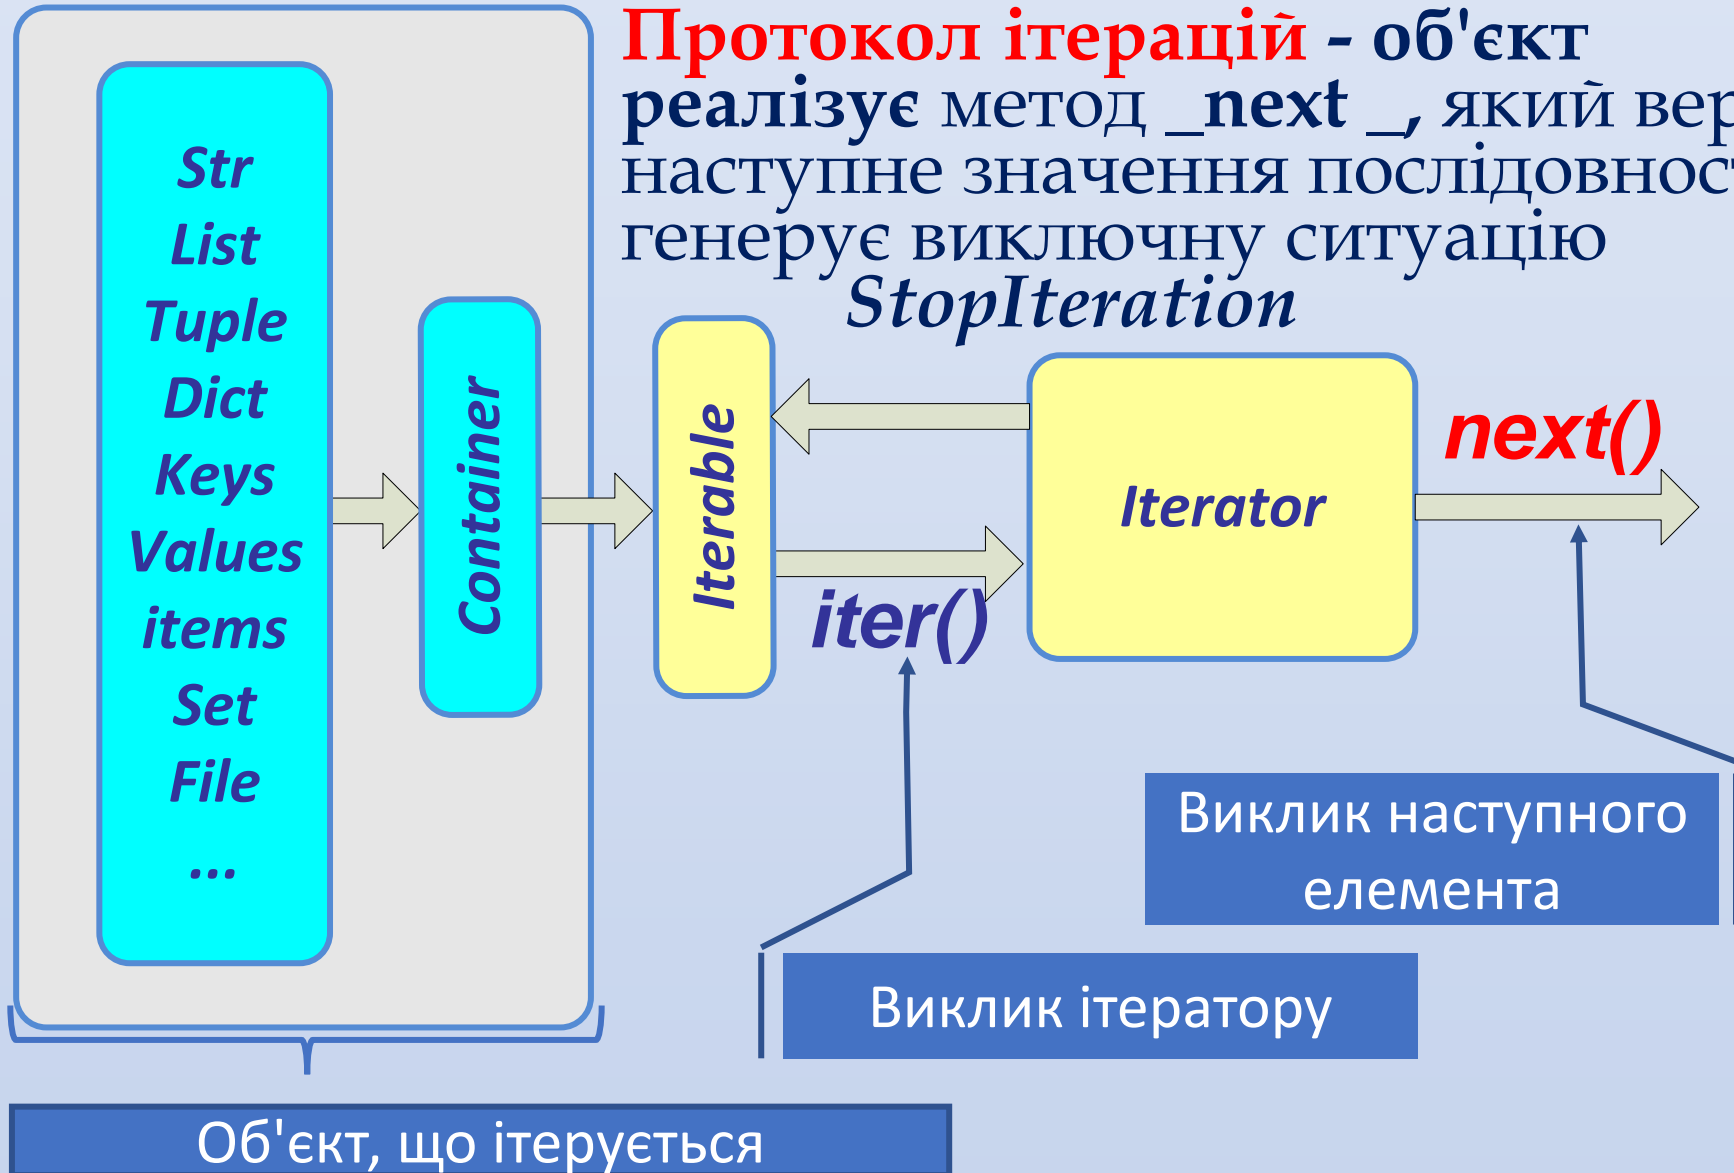 Протокол ітерацій - об'єкт
реалізує метод _next _, який вер
наступне значення послідовност
генерує виключну ситуацію
StopIteration
Str
List
Tuple
Dict
Keys
Values
items
Set
File
...
Container
Iterable
iter()
Iterator
next()
Виклик наступного
елемента
Виклик ітератору
Об'єкт, що ітерується